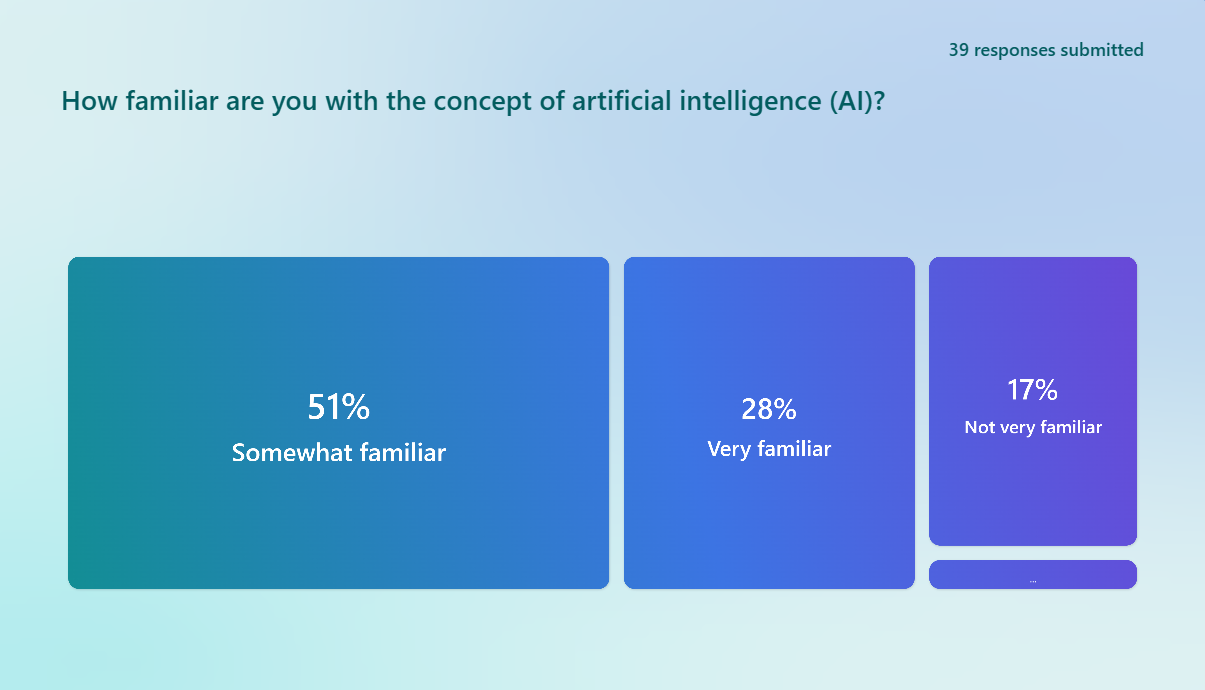 39 responses submitted
How familiar are you with the concept of artificial intelligence (AI)?
51%
Somewhat familiar
28%
Very familiar
17%
Not very familiar
...